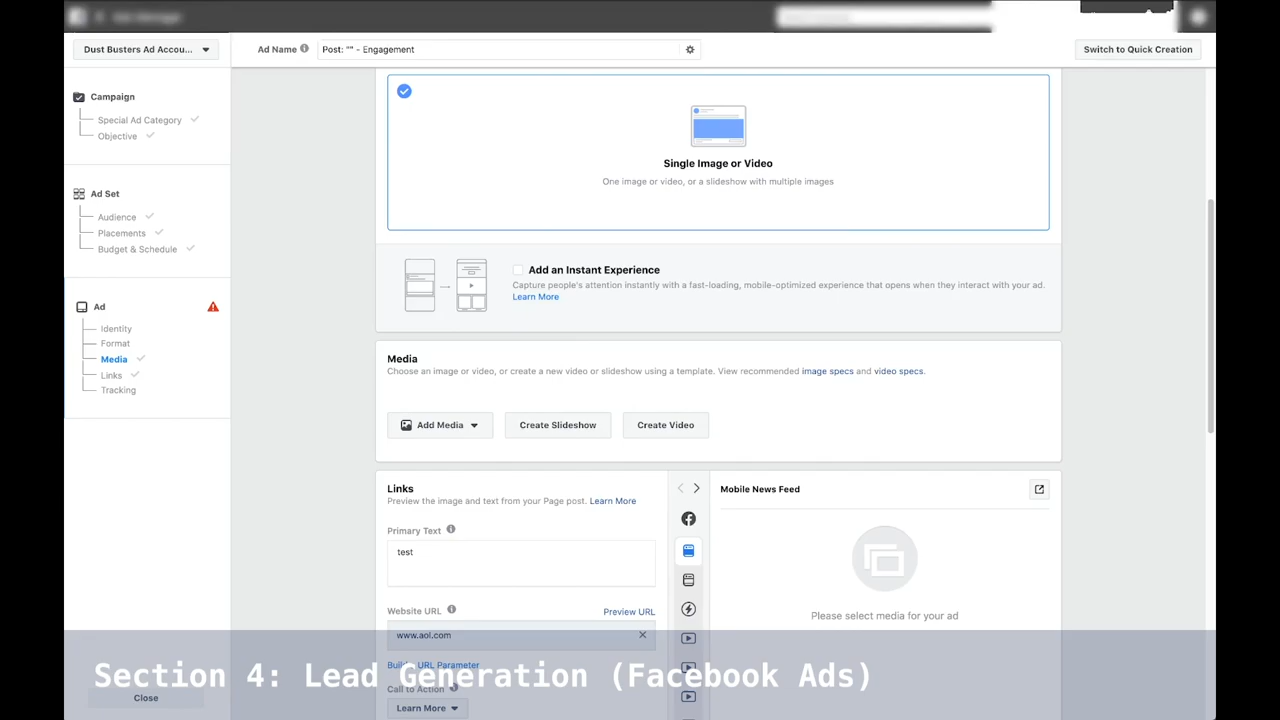 Dust Busters Ad Accou...
Ad Name
Post: "" - Engagement
Switch to Quick Creation
Campaign
Special Ad Category
Objective
Ad Set
Audience
Placements
Budget & Schedule
Ad
Identity
Format
Media
Links
Tracking
Close
Single Image or Video
One image or video, or a slideshow with multiple images
Add an Instant Experience
Capture people's attention instantly with a fast-loading, mobile-optimized experience that opens when they interact with your ad.
Learn More
Media
Choose an image or video, or create a new video or slideshow using a template. View recommended image specs and video specs.
Add Media
Create Slideshow
Create Video
Links
Preview the image and text from your Page post. Learn More
Primary Text
test
Website URL
Preview URL
www.aol.com
URL Parameter
Call to Action
Learn More
Mobile News Feed
Please select media for your ad
Section 4: Lead Generation (Facebook Ads)